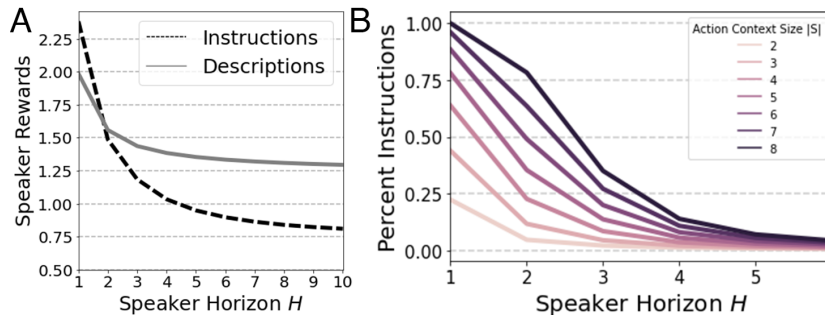 A
Speaker Rewards
2.25
2.00
1.75
1.50
1.25
1.00
0.75
0.50
Instructions
Descriptions
1 2 3 4 5 6 7 8 9 10
Speaker Horizon H
B
Percent Instructions
1.00
0.75
0.50
0.25
0.00
Action Context Size |S|
2
3
4
5
6
7
8
1 2 3 4 5
Speaker Horizon H